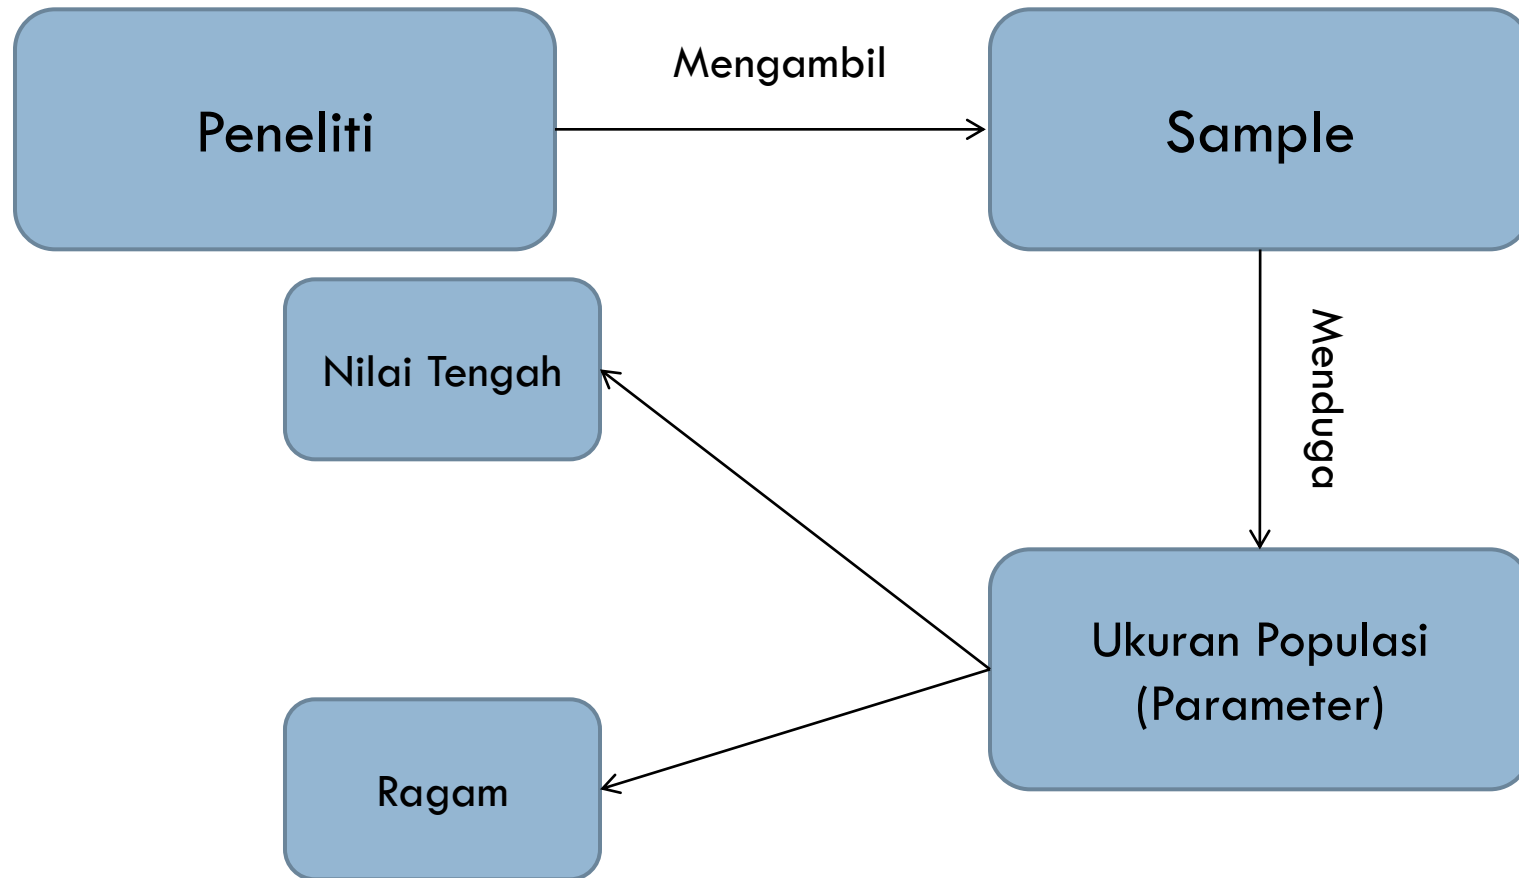 Peneliti
Mengambil
Sample
Menduga
Nilai Tengah
Ukuran Populasi
(Parameter)
Ragam